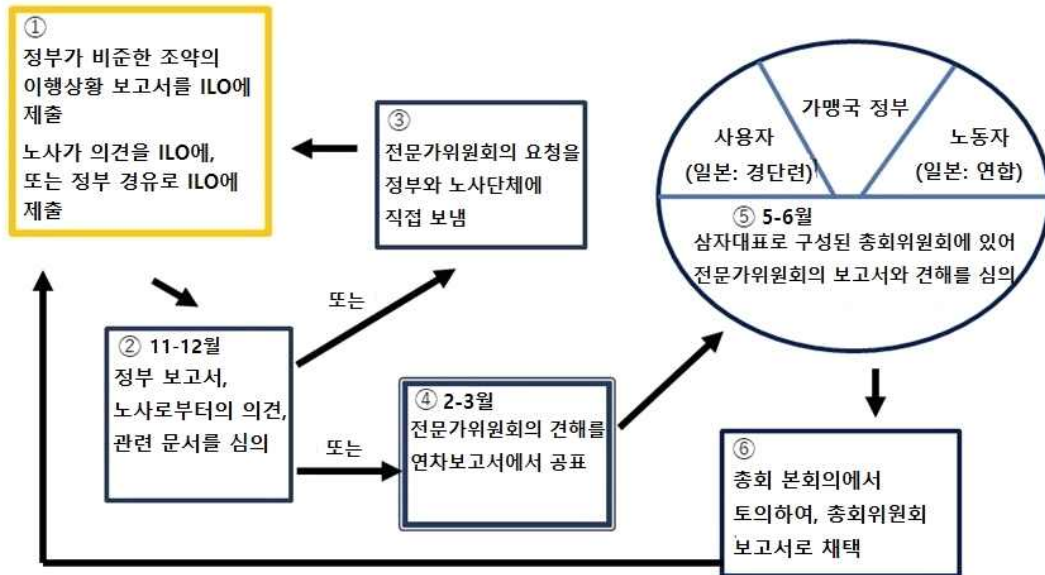 ①
정부가 비준한 조약의
이행상황 보고서를 ILO에
제출
노사가 의견을 ILO에,
또는 정부 경유로 ILO에
제출
② 11-12월
정부 보고서,
노사로부터의 의견,
관련 문서를 심의
또는
③
전문가위원회의 요청을
정부와 노사단체에
직접 보냄
또는
④ 2-3월
전문가위원회의 견해를
연차보고서에서 공표
사용자
(일본: 경단련)
가맹국 정부
노동자
(일본: 연합)
⑤ 5-6월
삼자대표로 구성된 총회위원회에 있어
전문가위원회의 보고서와 견해를 심의
⑥
총회 본회의에서
토의하여, 총회위원회
보고서로 채택